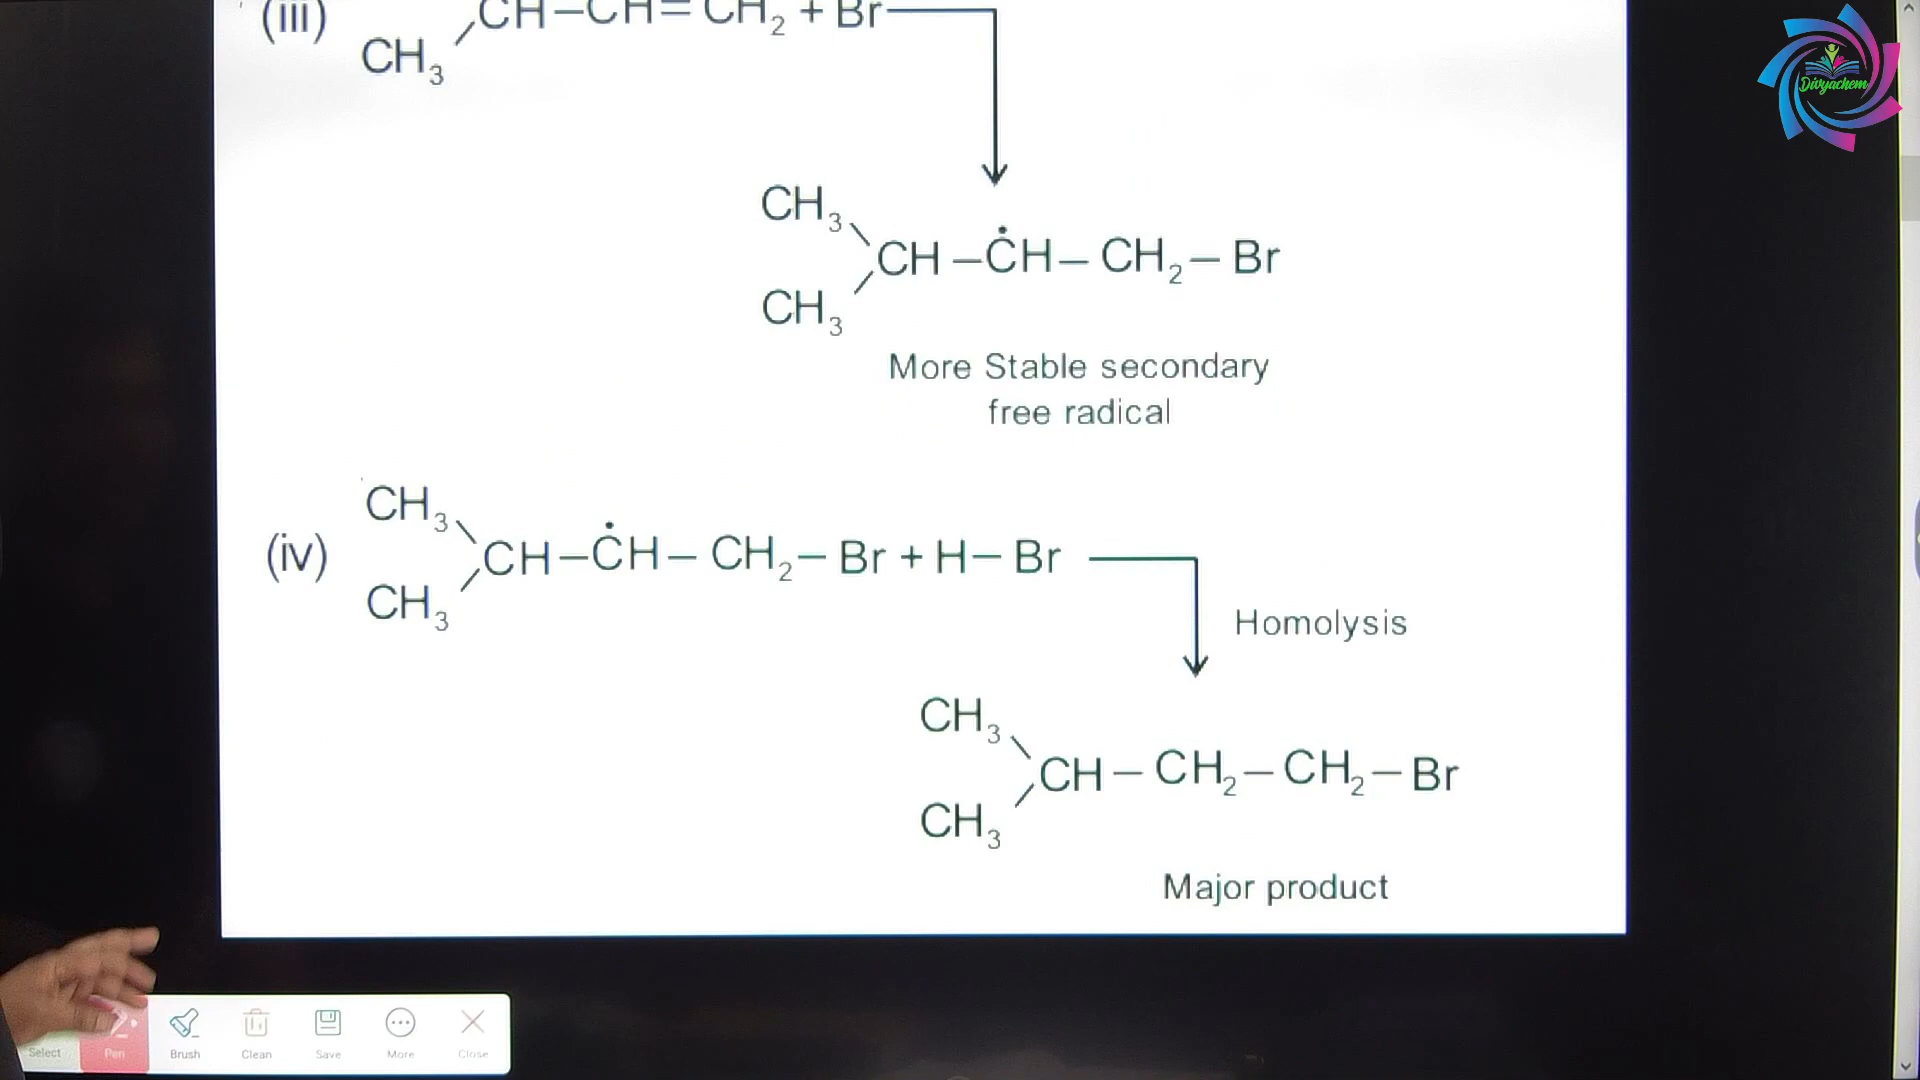 (iii) CH–CH=CH₂ + Br
CH₃
Divyachem
CH₃
CH–ĊH–CH₂–Br
CH₃
More Stable secondary
free radical
CH₃
(iv) CH–ĊH–CH₂–Br + H–Br
CH₃
Homolysis
CH₃
CH–CH₂–CH₂–Br
CH₃
Major product
Select Pen Brush Clean Save More Close